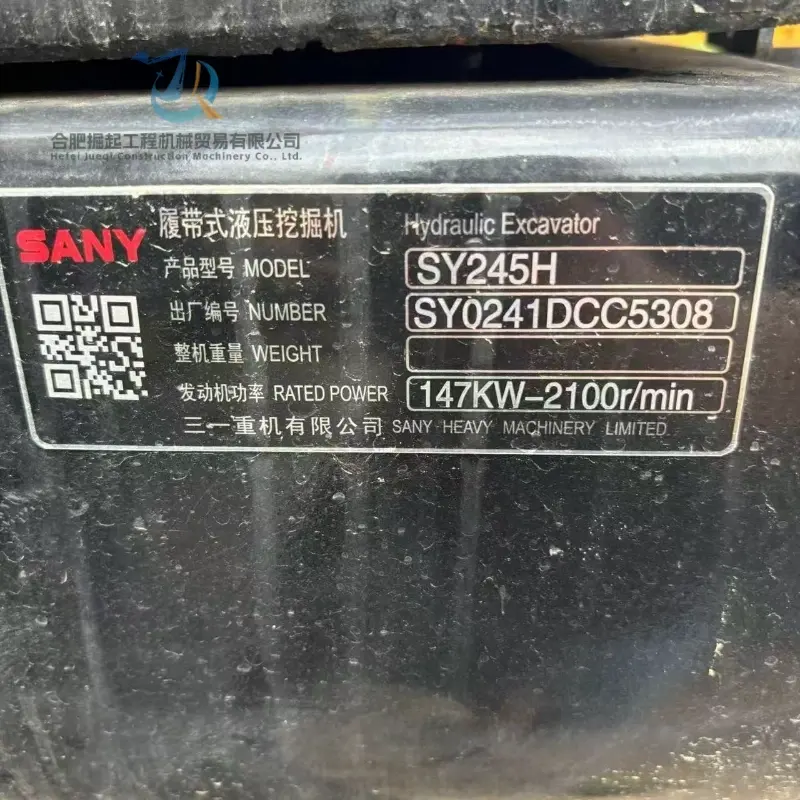 合肥掘起工程机械贸易有限公司
Hefei Jueqi Construction Machinery Co., Ltd.
SANY 履带式液压挖掘机 Hydraulic Excavator
产品型号 MODEL SY245H
出厂编号 NUMBER SY0241DCC5308
整机重量 WEIGHT
发动机功率 RATED POWER 147KW-2100r/min
三一重机有限公司 SANY HEAVY MACHINERY LIMITED